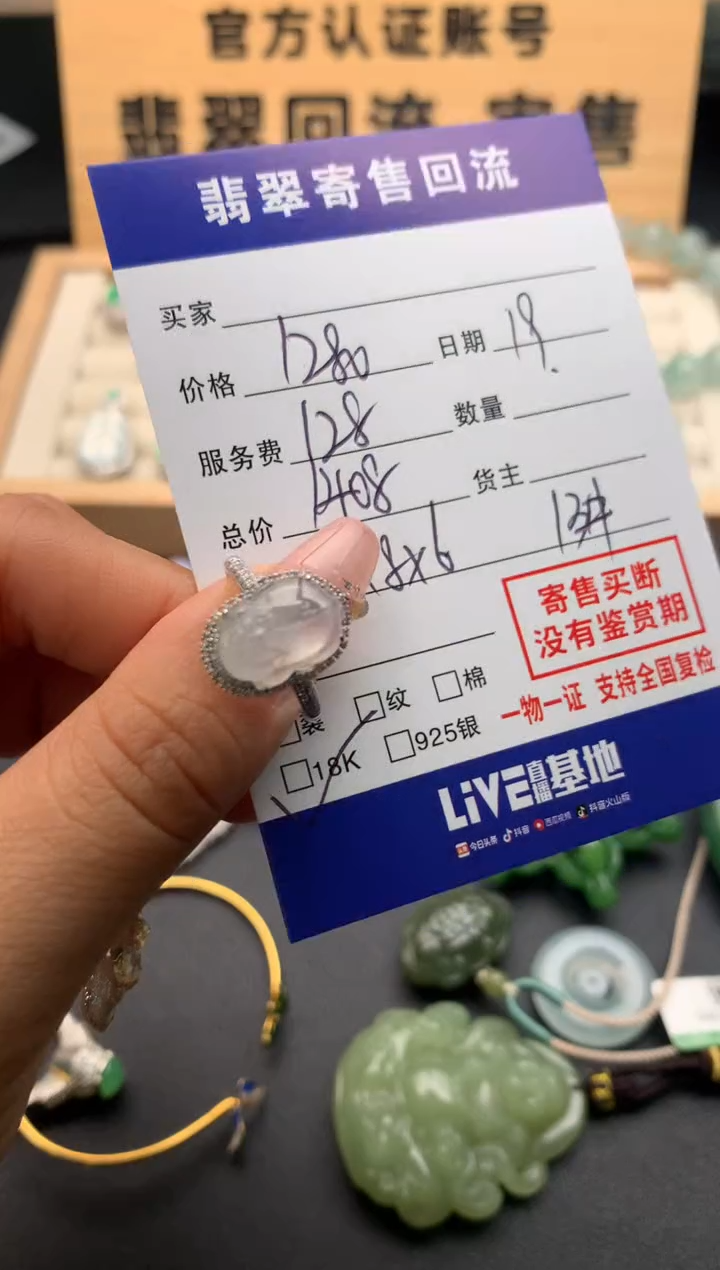 官方认证账号
翡翠回流 寄售
翡翠寄售回流
买家
价格 1280 日期 19.
服务费 128 数量
总价 1408 货主
8x6 13#
寄售买断
没有鉴赏期
一物一证 支持全国复检
裂 纹 棉
18K 925银
LiVE直播基地
今日头条 抖音 西瓜视频 抖音火山版